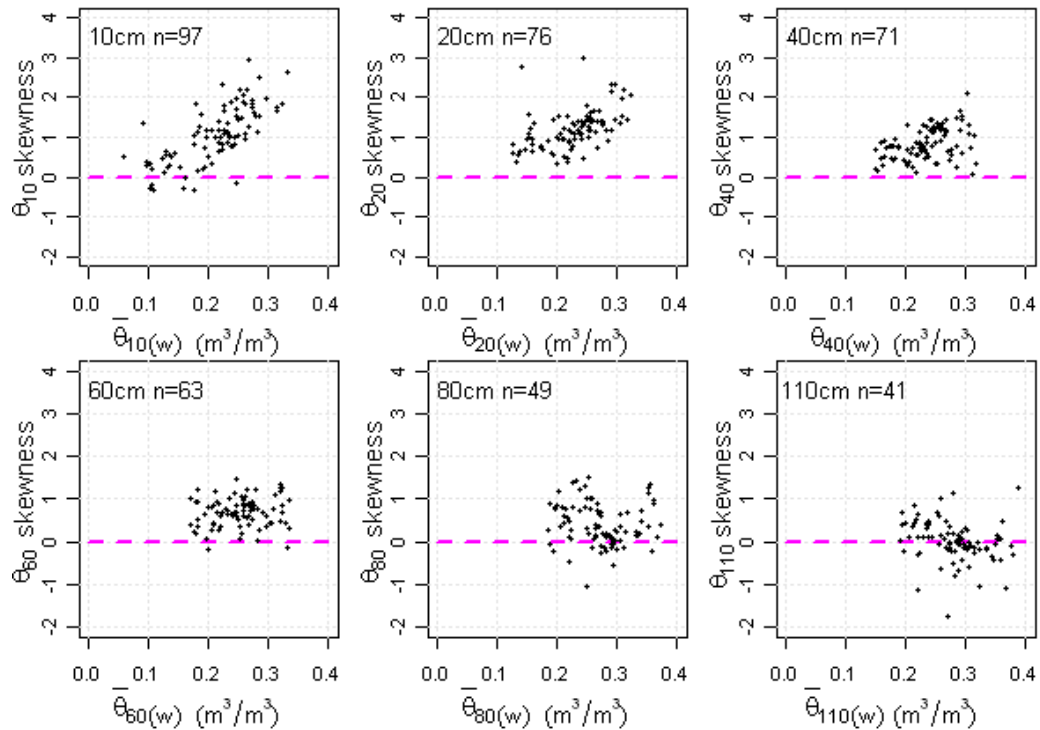 10cm n=97
θ10 skewness
4
3
2
1
0
-1
-2
0.0 0.1 0.2 0.3 0.4
θ̅10(w) (m³/m³)
20cm n=76
θ20 skewness
4
3
2
1
0
-1
-2
0.0 0.1 0.2 0.3 0.4
θ̅20(w) (m³/m³)
40cm n=71
θ40 skewness
4
3
2
1
0
-1
-2
0.0 0.1 0.2 0.3 0.4
θ̅40(w) (m³/m³)
60cm n=63
θ60 skewness
4
3
2
1
0
-1
-2
0.0 0.1 0.2 0.3 0.4
θ̅60(w) (m³/m³)
80cm n=49
θ80 skewness
4
3
2
1
0
-1
-2
0.0 0.1 0.2 0.3 0.4
θ̅80(w) (m³/m³)
110cm n=41
θ110 skewness
4
3
2
1
0
-1
-2
0.0 0.1 0.2 0.3 0.4
θ̅110(w) (m³/m³)